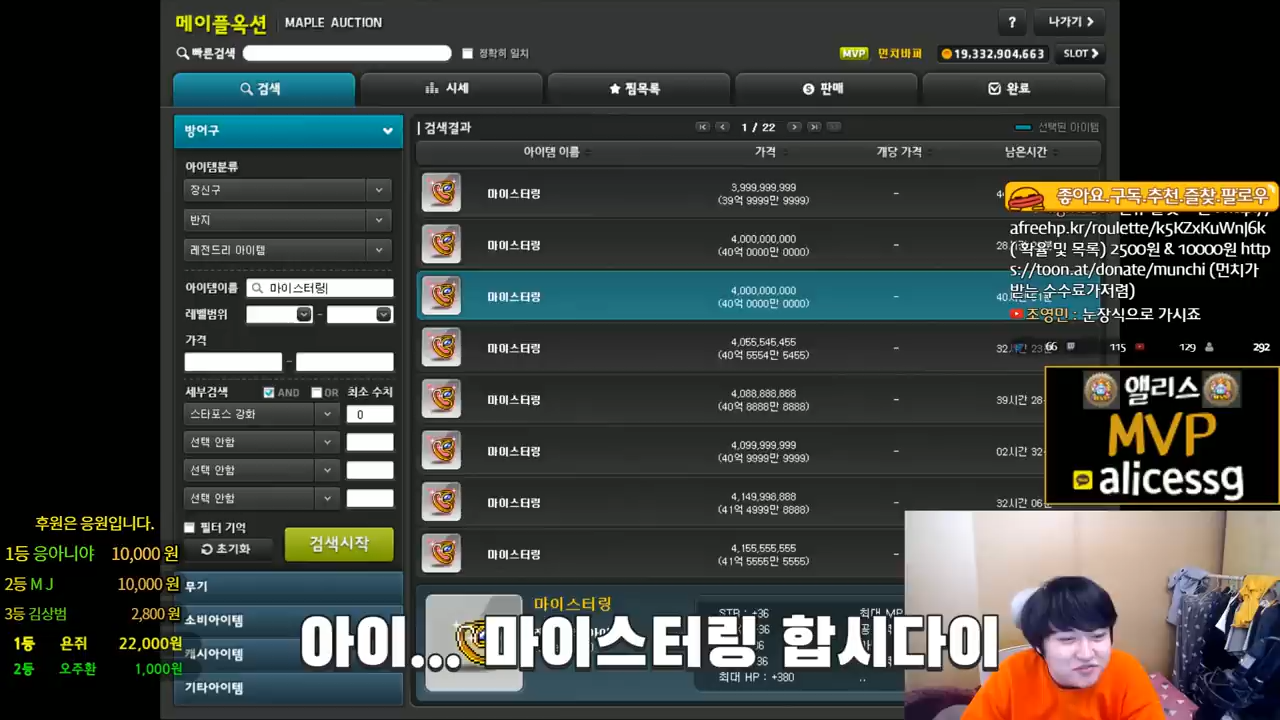 메이플옥션 MAPLE AUCTION
? 나가기
빠른검색 정확히 일치
MVP 먼치바페 19,332,904,663 SLOT
검색 시세 찜목록 판매 완료
방어구
아이템분류
장신구
반지
레전드리 아이템
아이템이름 마이스터링
레벨범위 -
가격
-
세부검색 AND OR 최소 수치
스타포스 강화 0
선택 안함
선택 안함
선택 안함
필터 기억
초기화 검색시작
무기
소비아이템
캐시아이템
기타아이템
검색결과 1 / 22 선택된 아이템
아이템 이름 가격 개당 가격 남은시간
마이스터링 3,999,999,999 -
(39억 9999만 9999)
마이스터링 4,000,000,000 -
(40억 0000만 0000)
마이스터링 4,000,000,000 -
(40억 0000만 0000)
마이스터링 4,055,545,455 -
(40억 5554만 5455)
마이스터링 4,088,888,888 - 39시간 28
(40억 8888만 8888)
마이스터링 4,099,999,999 - 02시간 32
(40억 9999만 9999)
마이스터링 4,149,998,888 - 32시간 06
(41억 4999만 8888)
마이스터링 4,155,555,555 -
(41억 5555만 5555)
마이스터링
STR : +36 최대 MP
최대 HP : +380
좋아요.구독.추천.즐찾.팔로우
afreehp.kr/roulette/k5KZxKuWnJ6k
( 확율 및 목록) 2500원 & 10000원 http
s://toon.at/donate/munchi (먼치가
받는 수수료가저렴)
조영민 : 눈장식으로 가시죠
66 115 129 292
앨리스
MVP
alicessg
후원은 응원입니다.
1등 응아니야 10,000 원
2등 M J 10,000 원
3등 김상범 2,800 원
1등 욘쥐 22,000원
2등 오주환 1,000원
아이... 마이스터링 합시다이